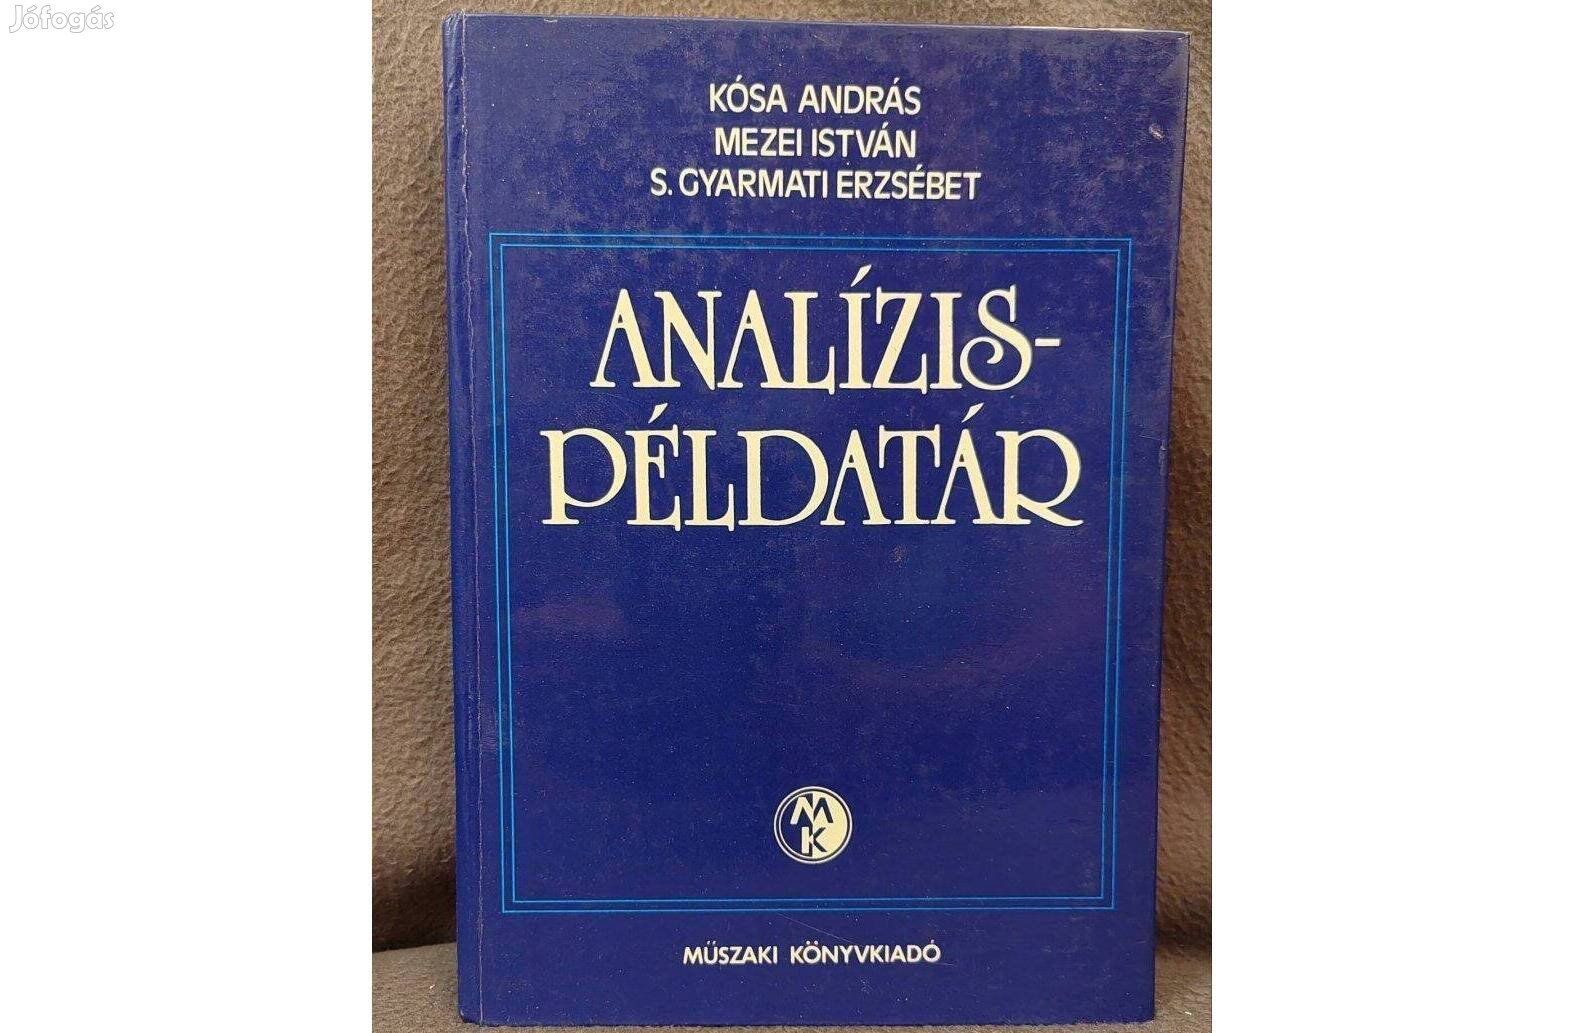 Jófogás
KÓSA ANDRÁS
MEZEI ISTVÁN
S. GYARMATI ERZSÉBET
ANALÍZIS-
PÉLDATÁR
MK
MŰSZAKI KÖNYVKIADÓ